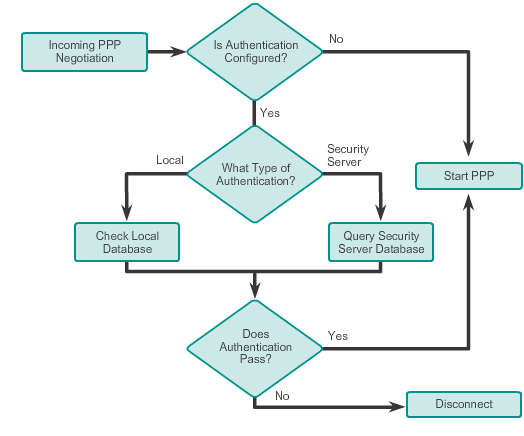 Incoming PPP
Negotiation
Is Authentication
Configured?
No
Yes
Local
What Type of
Authentication?
Security
Server
Start PPP
Check Local
Database
Query Security
Server Database
Does
Authentication
Pass?
Yes
No
Disconnect